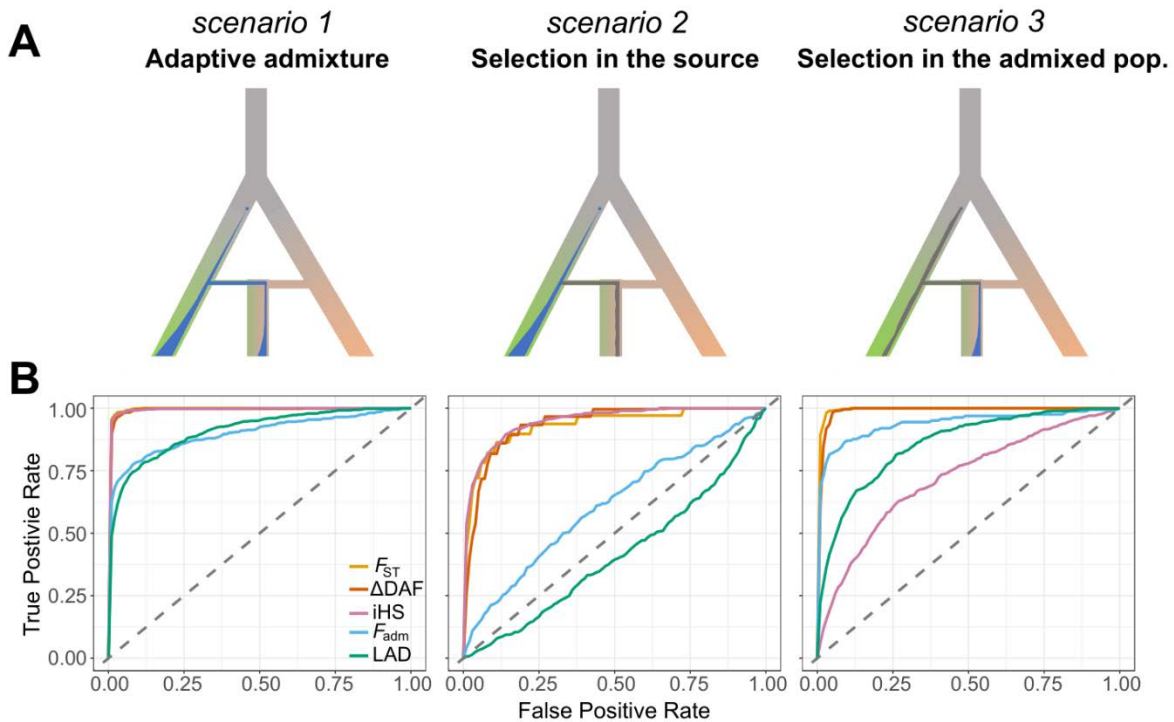 scenario 1 scenario 2 scenario 3
A
Adaptive admixture Selection in the source Selection in the admixed pop.
B
1.00
0.75
0.50
0.25
0.00
True Postivie Rate
FST
ΔDAF
iHS
Fadm
LAD
0.00 0.25 0.50 0.75 1.00 0.00 0.25 0.50 0.75 1.00 0.00 0.25 0.50 0.75 1.00
False Positive Rate